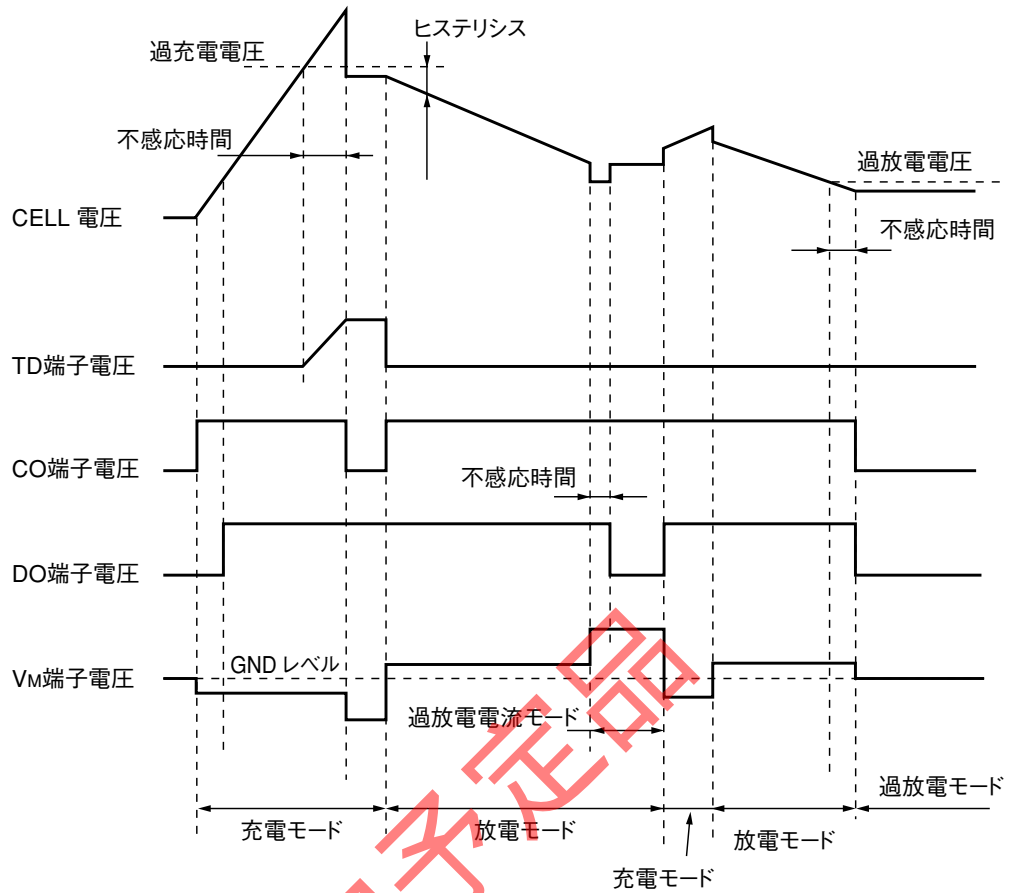 ヒステリシス
過充電電圧
不感応時間
過放電電圧
CELL 電圧
不感応時間
TD端子電圧
CO端子電圧
不感応時間
DO端子電圧
GND レベル
VM端子電圧
過放電電流モード
過放電モード
充電モード
放電モード
放電モード
充電モード
予定品